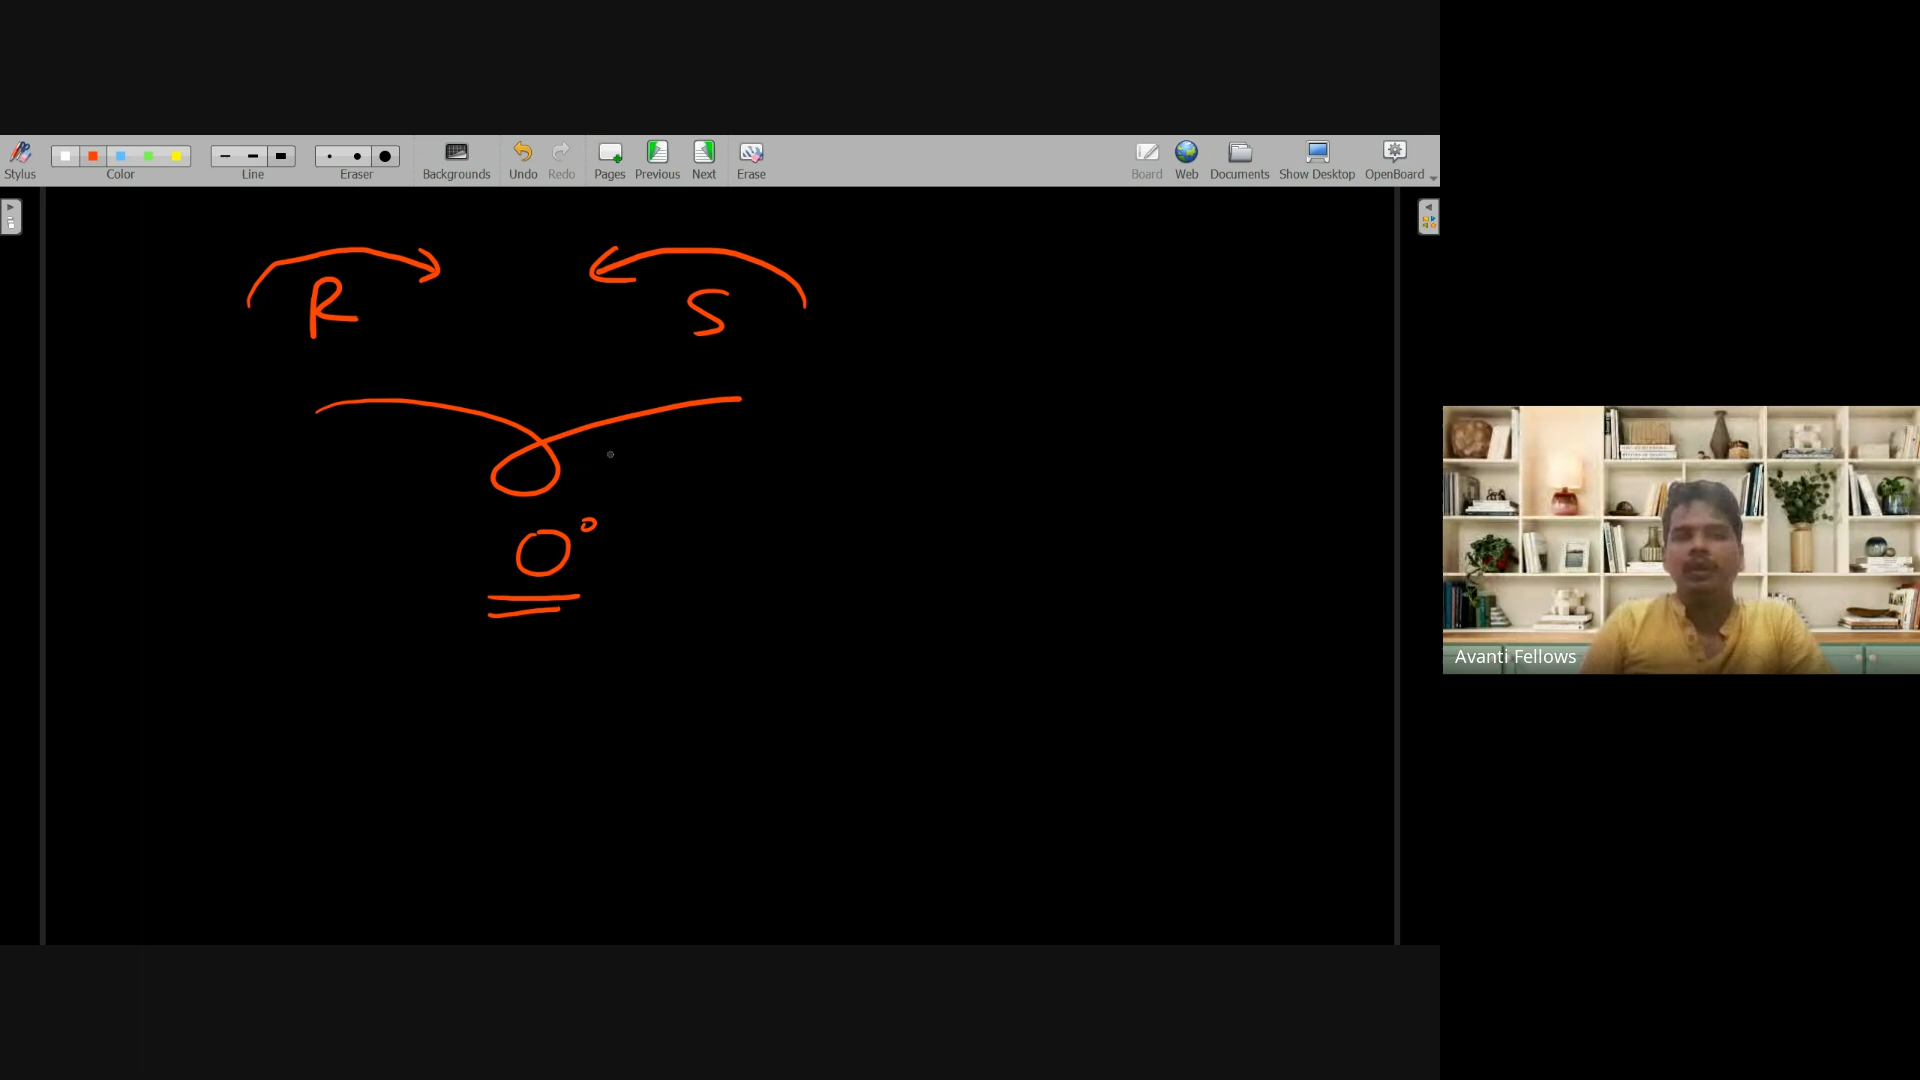 Stylus Color Line Eraser Backgrounds Undo Redo Pages Previous Next Erase Board Web Documents Show Desktop OpenBoard
R S
0°
Avanti Fellows